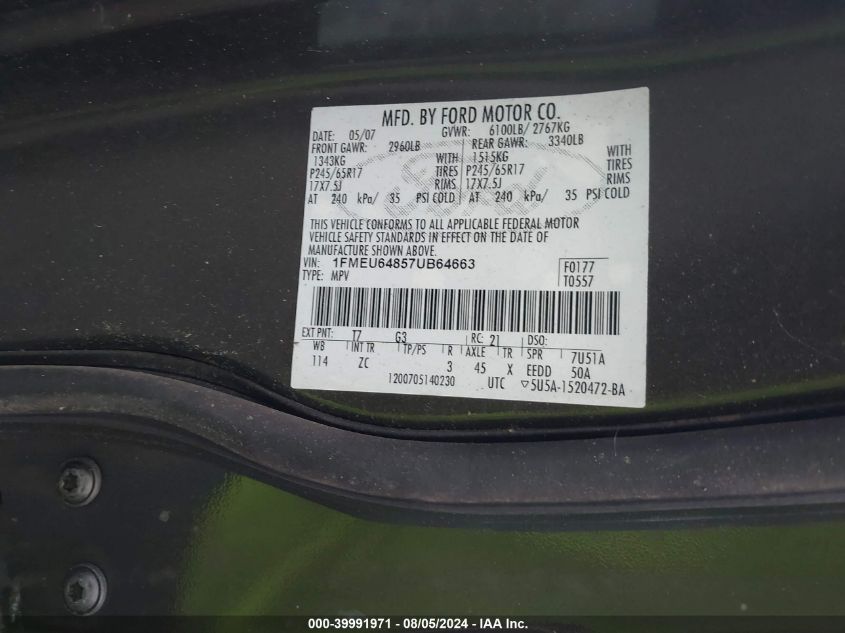 MFD. BY FORD MOTOR CO.
DATE: 05/07 GVWR: 6100LB/ 2767KG
FRONT GAWR: 2960LB REAR GAWR: 3340LB
1343KG WITH 1515KG WITH
P245/65R17 TIRES P245/65R17 TIRES
17X7.5J RIMS 17X7.5J RIMS
AT 240 kPa/ 35 PSI COLD AT 240 kPa/ 35 PSI COLD
THIS VEHICLE CONFORMS TO ALL APPLICABLE FEDERAL MOTOR
VEHICLE SAFETY STANDARDS IN EFFECT ON THE DATE OF
MANUFACTURE SHOWN ABOVE.
VIN: 1FMEU64857UB64663 F0177
TYPE: MPV T0557
EXT PNT: T7 G3 RC: 21 DSO:
WB INT TR TP/PS R AXLE TR SPR 7U51A
114 ZC 3 45 X EEDD 50A
1200705140230 UTC ▽5U5A-1520472-BA
Ford
000-39991971 - 08/05/2024 - IAA Inc.